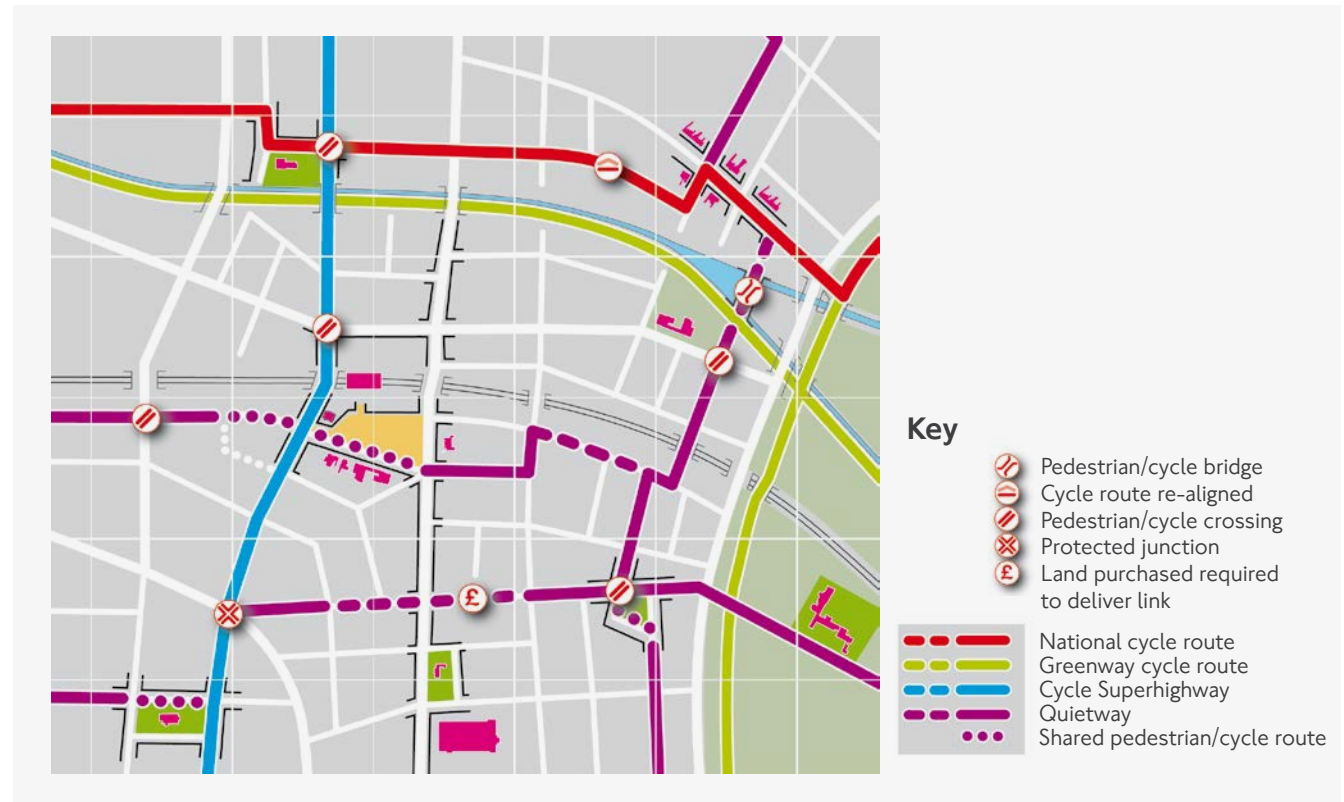 Key
Pedestrian/cycle bridge
Cycle route re-aligned
Pedestrian/cycle crossing
Protected junction
£ Land purchased required
to deliver link
National cycle route
Greenway cycle route
Cycle Superhighway
Quietway
Shared pedestrian/cycle route
£